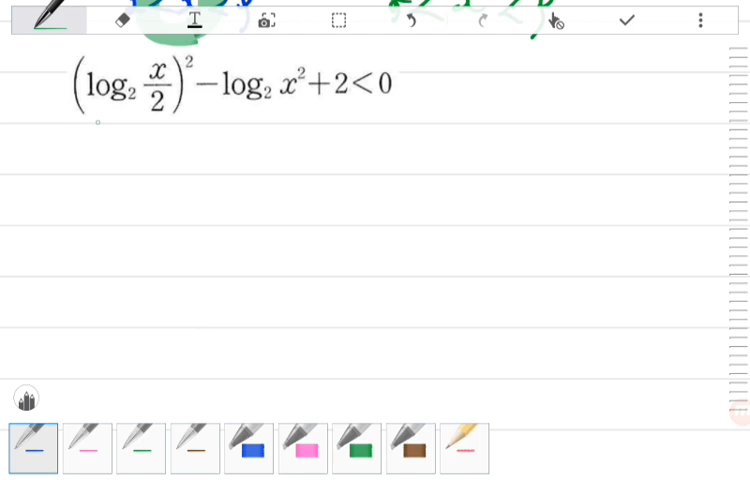 (log₂ x/2)² − log₂ x² + 2 < 0